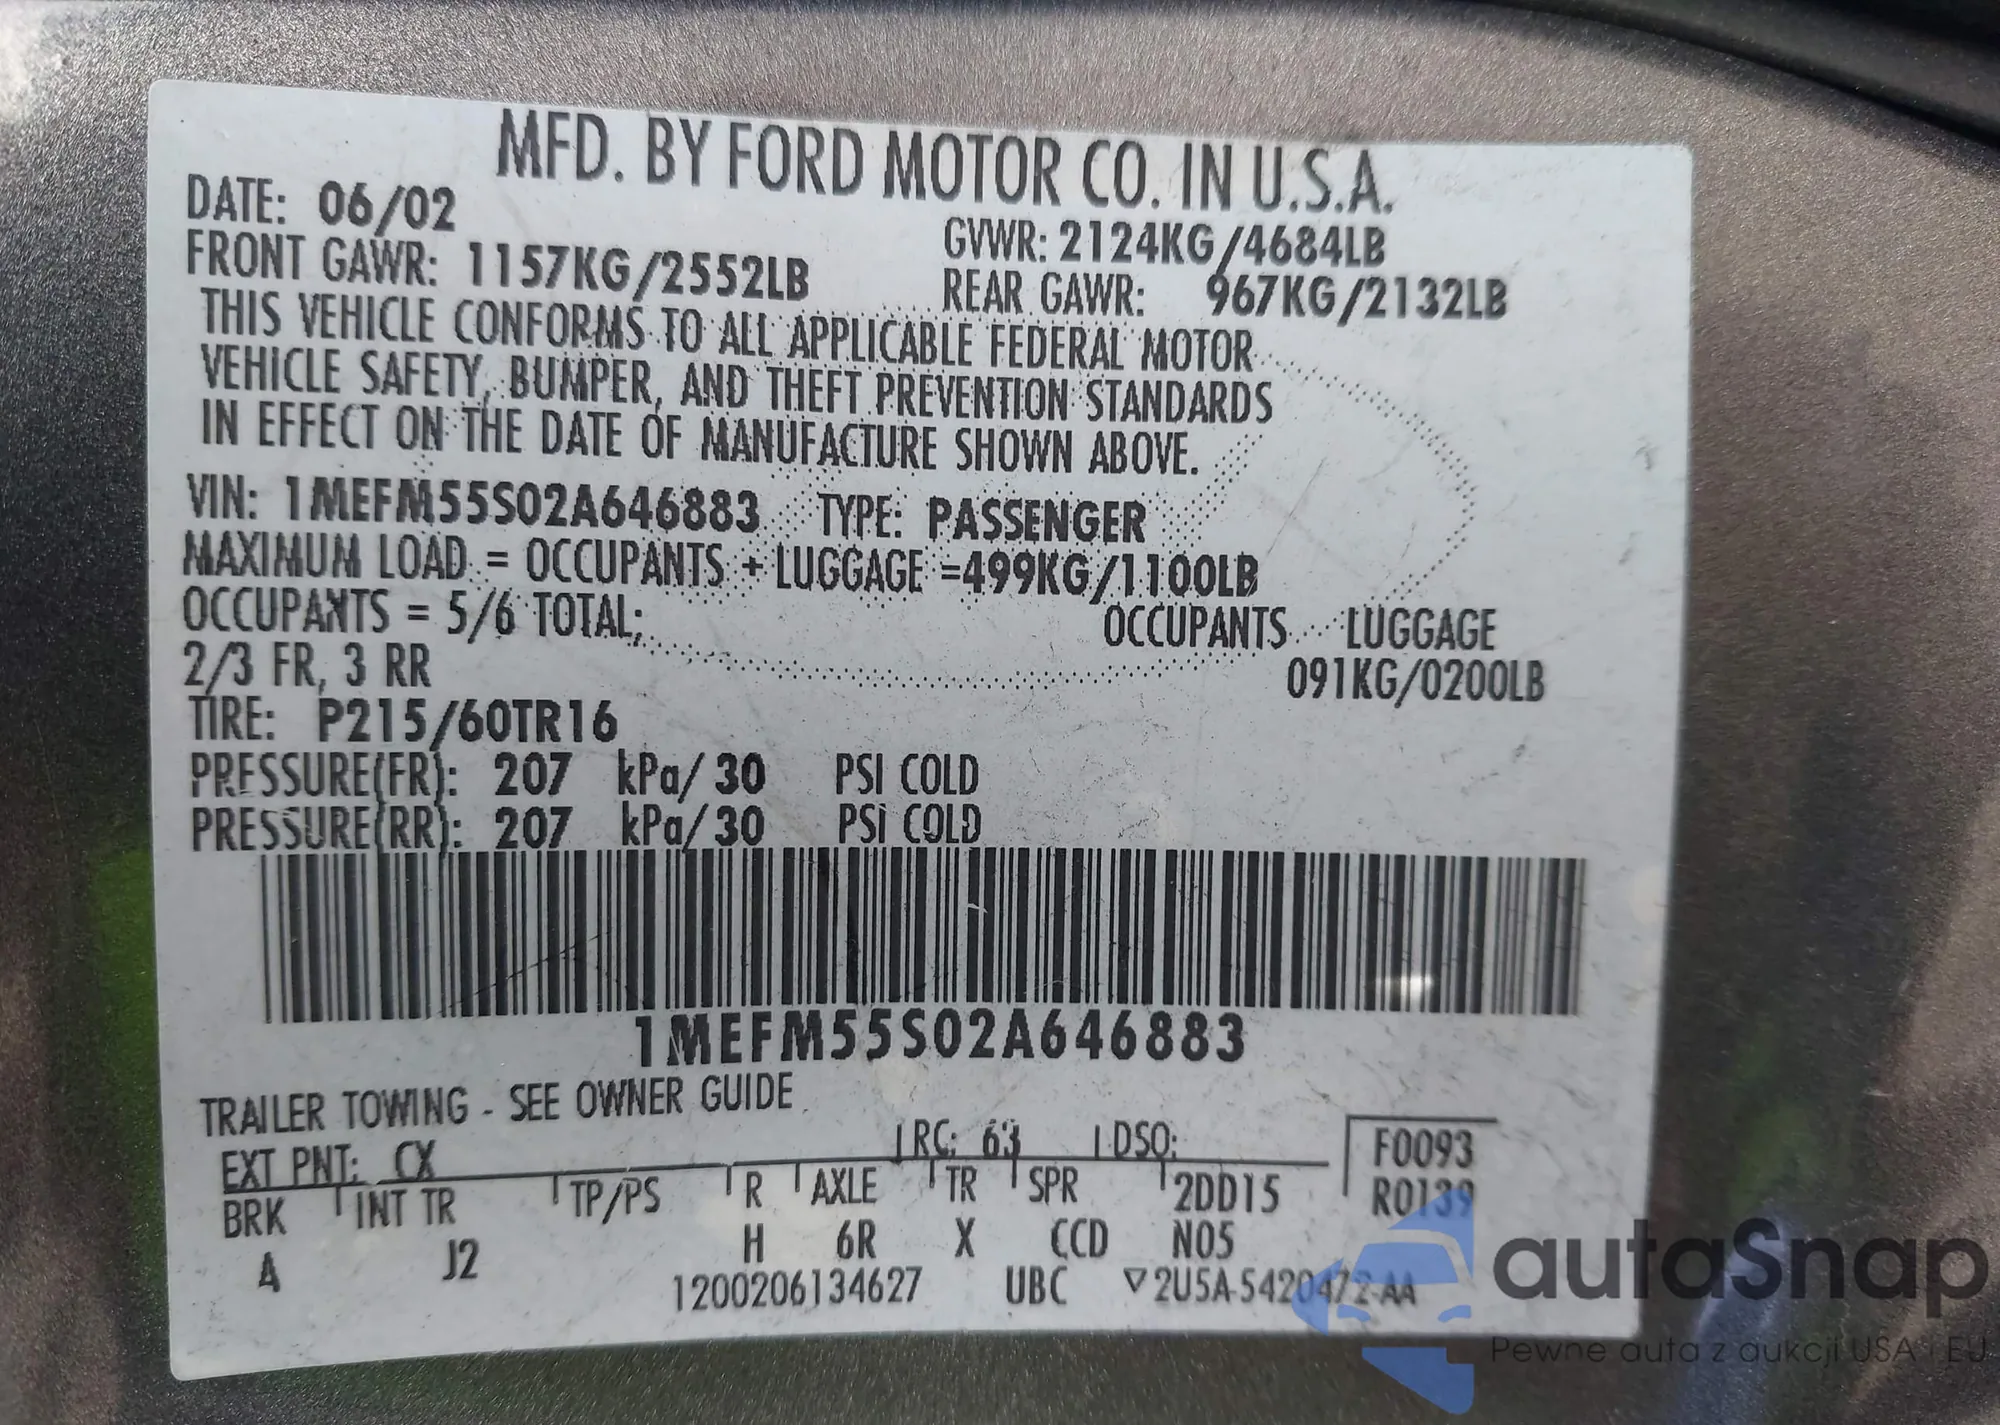 MFD. BY FORD MOTOR CO. IN U.S.A.
DATE: 06/02
GVWR: 2124KG/4684LB
FRONT GAWR: 1157KG/2552LB
REAR GAWR: 967KG/2132LB
THIS VEHICLE CONFORMS TO ALL APPLICABLE FEDERAL MOTOR
VEHICLE SAFETY, BUMPER, AND THEFT PREVENTION STANDARDS
IN EFFECT ON THE DATE OF MANUFACTURE SHOWN ABOVE.
VIN: 1MEFM55S02A646883 TYPE: PASSENGER
MAXIMUM LOAD = OCCUPANTS + LUGGAGE =499KG/1100LB
OCCUPANTS = 5/6 TOTAL; OCCUPANTS LUGGAGE
2/3 FR, 3 RR 091KG/0200LB
TIRE: P215/60TR16
PRESSURE(FR): 207 kPa/30 PSI COLD
PRESSURE(RR): 207 kPa/30 PSI COLD
1MEFM55S02A646883
TRAILER TOWING - SEE OWNER GUIDE
EXT PNT: CX RC: 63 DSO: F0093
BRK INT TR TP/PS R AXLE TR SPR 2DD15 R0139
A J2 H 6R X CCD N05
1200206134627 UBC ▽2U5A-5420472-AA
autoSnap
Pewne auta z aukcji USA i EU